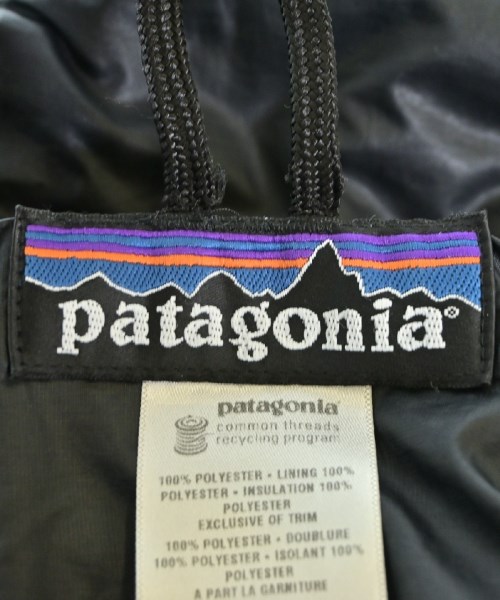 patagonia®
patagonia®
common threads
recycling program
100% POLYESTER • LINING 100%
POLYESTER • INSULATION 100%
POLYESTER
EXCLUSIVE OF TRIM
100% POLYESTER • DOUBLURE
100% POLYESTER • ISOLANT 100%
POLYESTER
A PART LA GARNITURE